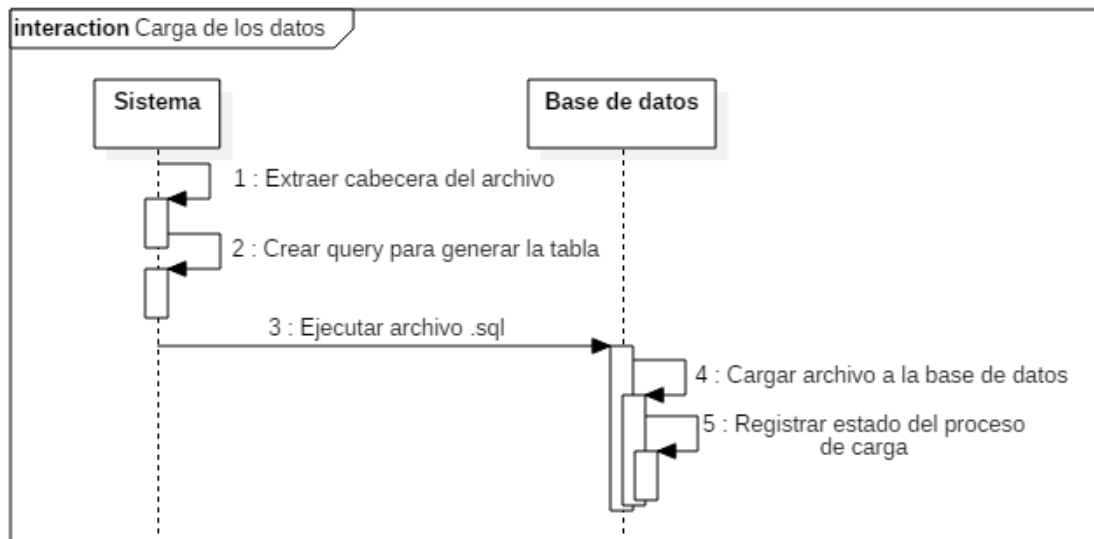 interaction Carga de los datos
Sistema
Base de datos
1 : Extraer cabecera del archivo
2 : Crear query para generar la tabla
3 : Ejecutar archivo .sql
4 : Cargar archivo a la base de datos
5 : Registrar estado del proceso
de carga